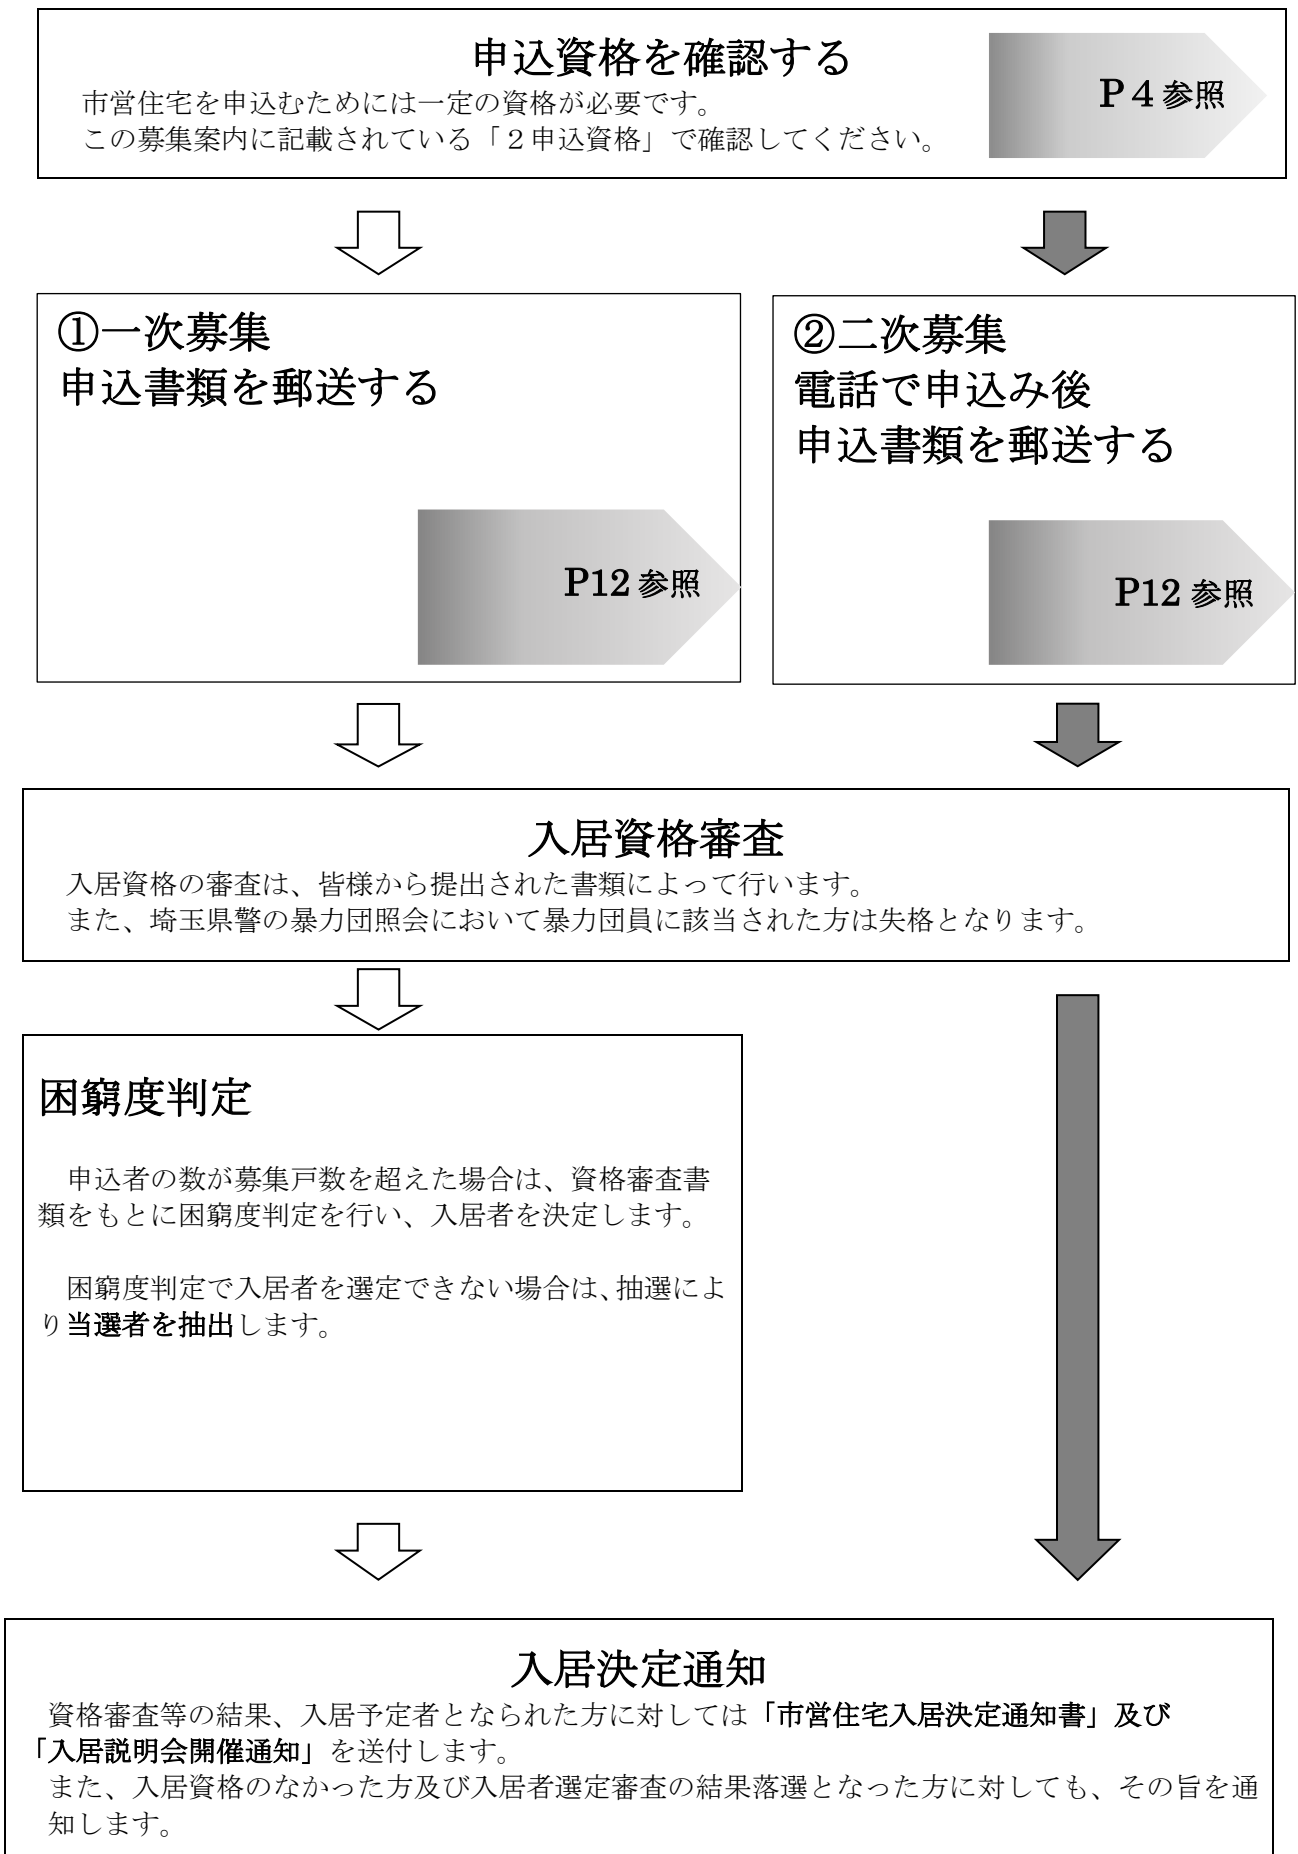 申込資格を確認する
市営住宅を申込むためには一定の資格が必要です。
この募集案内に記載されている「２申込資格」で確認してください。
P４参照
①一次募集
申込書類を郵送する
P12 参照
②二次募集
電話で申込み後
申込書類を郵送する
P12 参照
入居資格審査
入居資格の審査は、皆様から提出された書類によって行います。
また、埼玉県警の暴力団照会において暴力団員に該当された方は失格となります。
困窮度判定
申込者の数が募集戸数を超えた場合は、資格審査書
類をもとに困窮度判定を行い、入居者を決定します。
困窮度判定で入居者を選定できない場合は、抽選によ
り当選者を抽出します。
入居決定通知
資格審査等の結果、入居予定者となられた方に対しては「市営住宅入居決定通知書」及び
「入居説明会開催通知」を送付します。
また、入居資格のなかった方及び入居者選定審査の結果落選となった方に対しても、その旨を通
知します。